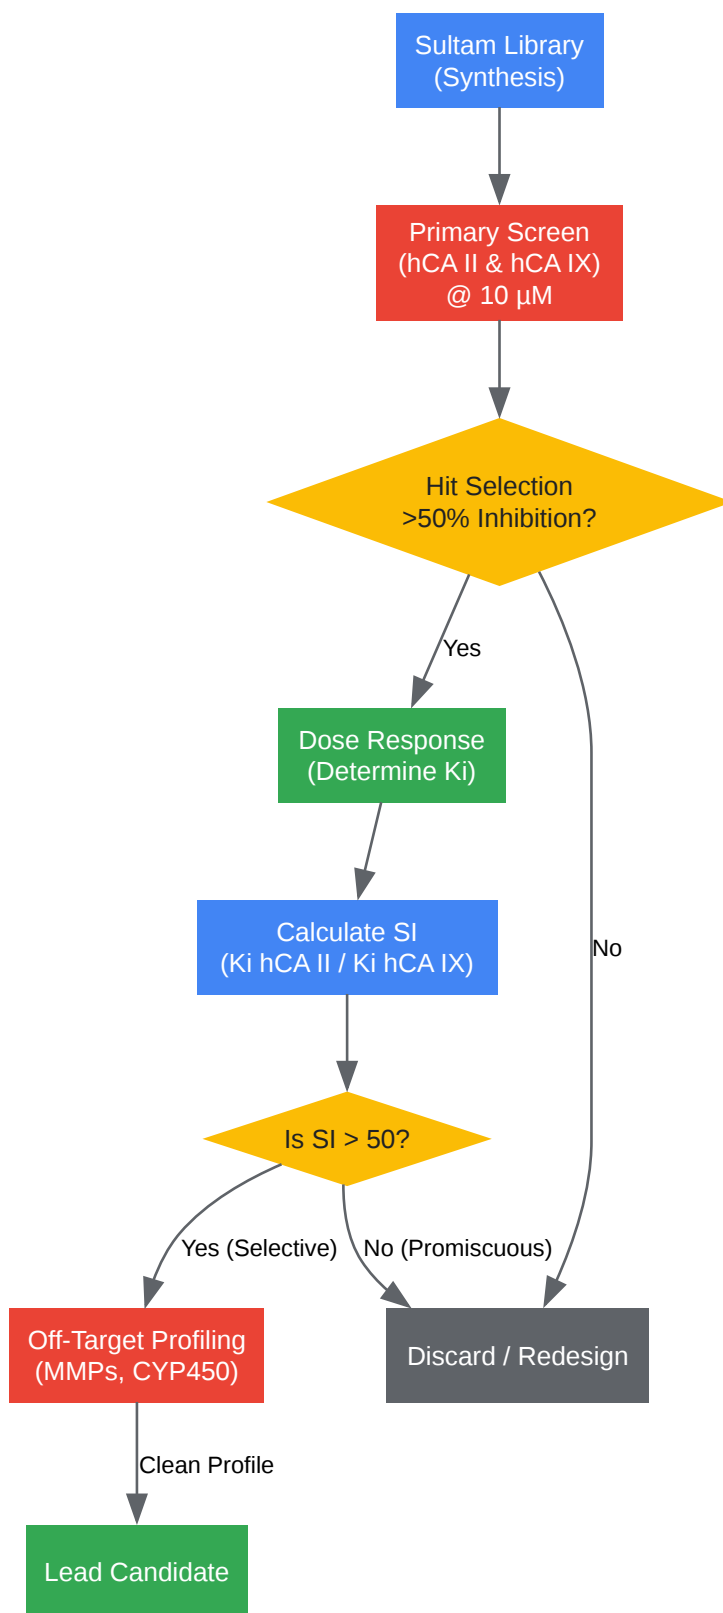 Sultam Library
(Synthesis)
Primary Screen
(hCA II & hCA IX)
@ 10 µM
Hit Selection
>50% Inhibition?
Yes
Dose Response
(Determine Ki)
Calculate SI
(Ki hCA II / Ki hCA IX)
No
Is SI > 50?
Yes (Selective)
No (Promiscuous)
Off-Target Profiling
(MMPs, CYP450)
Discard / Redesign
Clean Profile
Lead Candidate